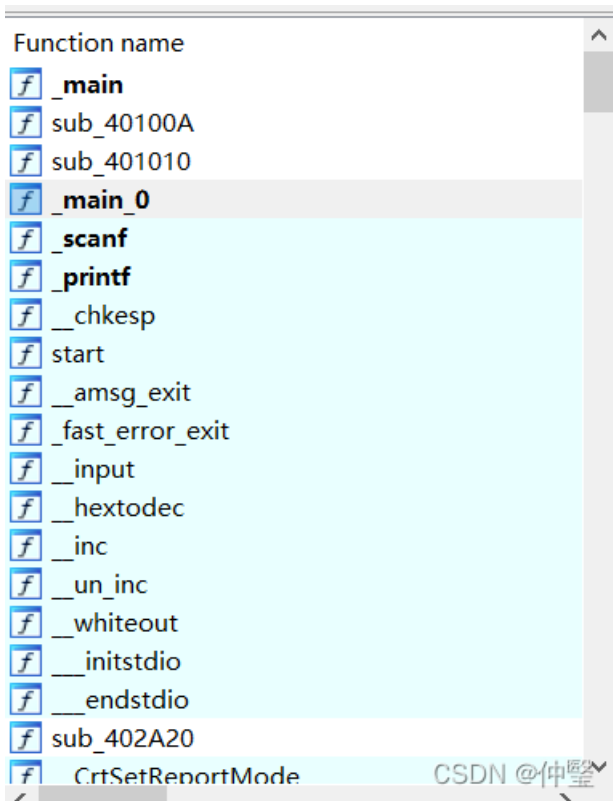 Function name
_main
sub_40100A
sub_401010
_main_0
_scanf
_printf
__chkesp
start
__amsg_exit
_fast_error_exit
__input
__hextodec
__inc
__un_inc
__whiteout
___initstdio
___endstdio
sub_402A20
_CrtSetReportMode
CSDN @仲瑿